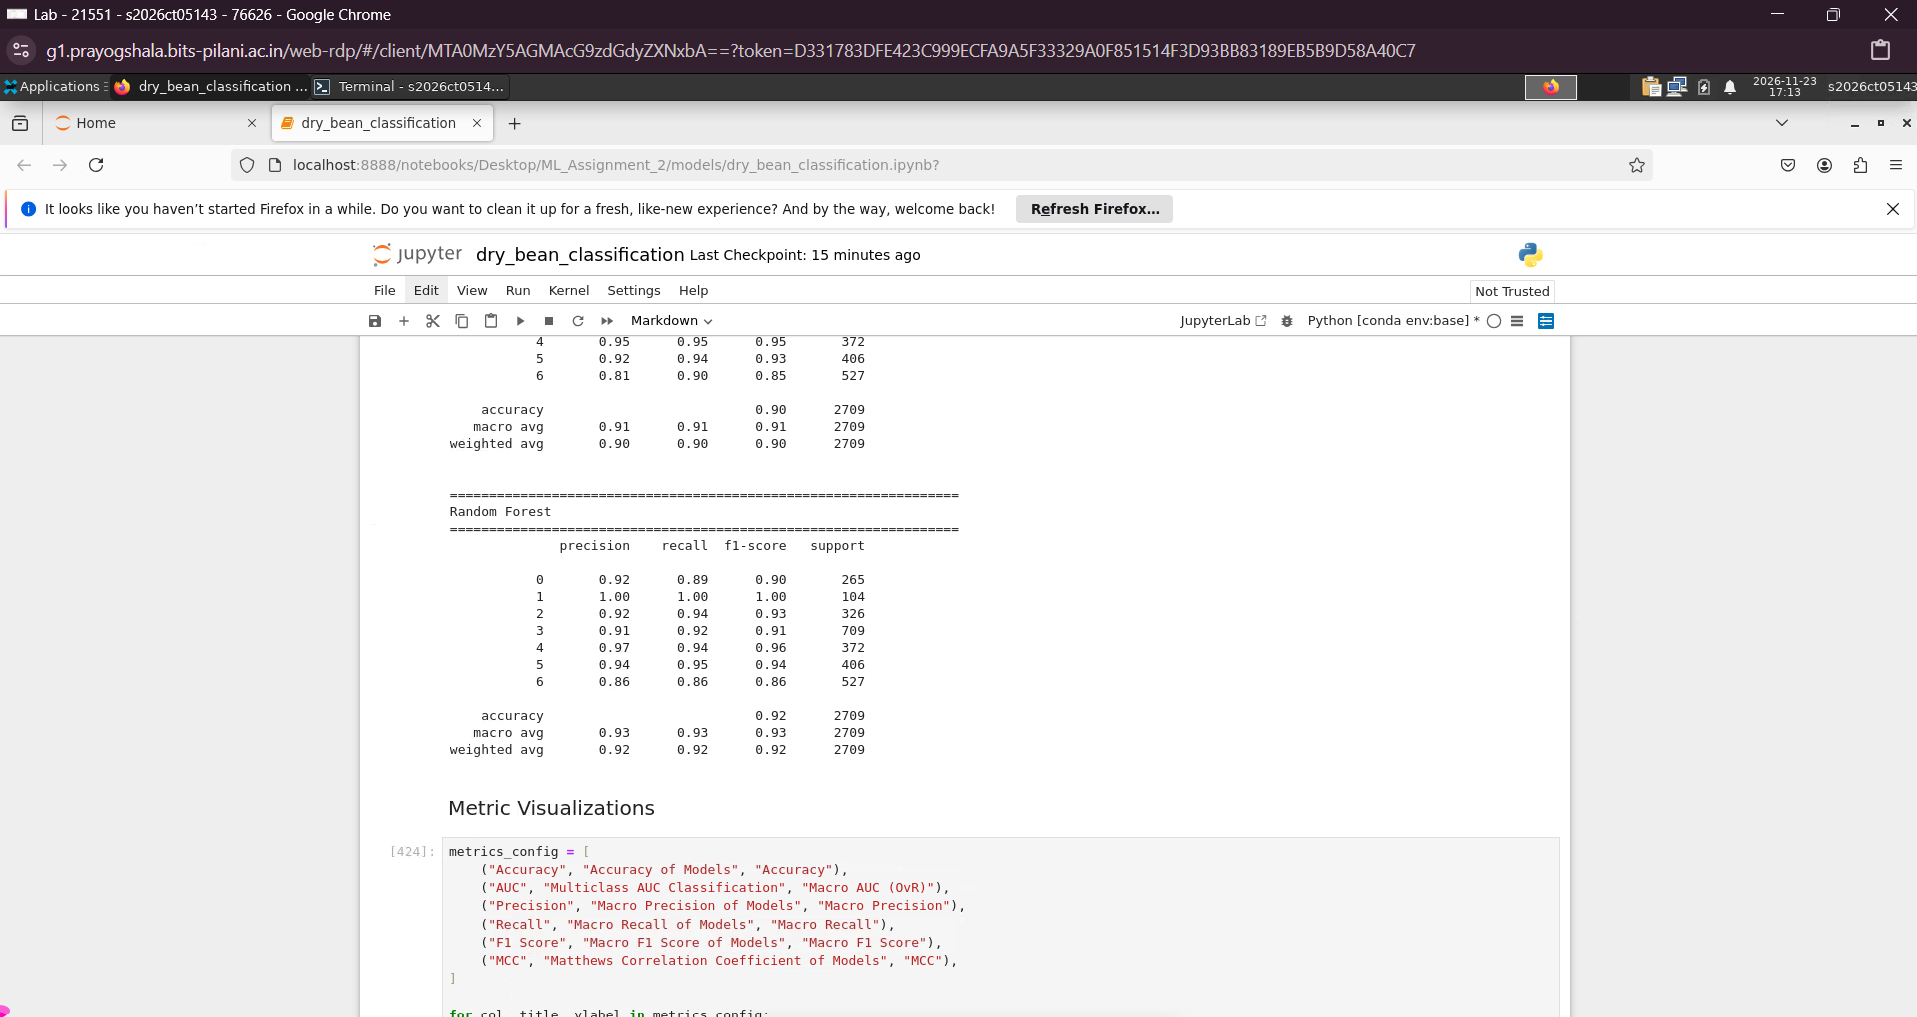 Lab - 21551 - s2026ct05143 - 76626 - Google Chrome
g1.prayogshala.bits-pilani.ac.in/web-rdp/#/client/MTA0MzY5AGMAcG9zdGdyZXNxbA==?token=D331783DFE423C999ECFA9A5F33329A0F851514F3D93BB83189EB5B9D58A40C7
Applications dry_bean_classification ... Terminal - s2026ct0514... 2026-11-23 17:13 s2026ct05143
Home dry_bean_classification
localhost:8888/notebooks/Desktop/ML_Assignment_2/models/dry_bean_classification.ipynb?
It looks like you haven’t started Firefox in a while. Do you want to clean it up for a fresh, like-new experience? And by the way, welcome back! Refresh Firefox…
jupyter dry_bean_classification Last Checkpoint: 15 minutes ago
File Edit View Run Kernel Settings Help Not Trusted
Markdown JupyterLab Python [conda env:base] *
4 0.95 0.95 0.95 372
5 0.92 0.94 0.93 406
6 0.81 0.90 0.85 527
accuracy 0.90 2709
macro avg 0.91 0.91 0.91 2709
weighted avg 0.90 0.90 0.90 2709
=================================================================
Random Forest
=================================================================
precision recall f1-score support
0 0.92 0.89 0.90 265
1 1.00 1.00 1.00 104
2 0.92 0.94 0.93 326
3 0.91 0.92 0.91 709
4 0.97 0.94 0.96 372
5 0.94 0.95 0.94 406
6 0.86 0.86 0.86 527
accuracy 0.92 2709
macro avg 0.93 0.93 0.93 2709
weighted avg 0.92 0.92 0.92 2709
Metric Visualizations
[424]: metrics_config = [
("Accuracy", "Accuracy of Models", "Accuracy"),
("AUC", "Multiclass AUC Classification", "Macro AUC (OvR)"),
("Precision", "Macro Precision of Models", "Macro Precision"),
("Recall", "Macro Recall of Models", "Macro Recall"),
("F1 Score", "Macro F1 Score of Models", "Macro F1 Score"),
("MCC", "Matthews Correlation Coefficient of Models", "MCC"),
]
for col, title, ylabel in metrics_config: